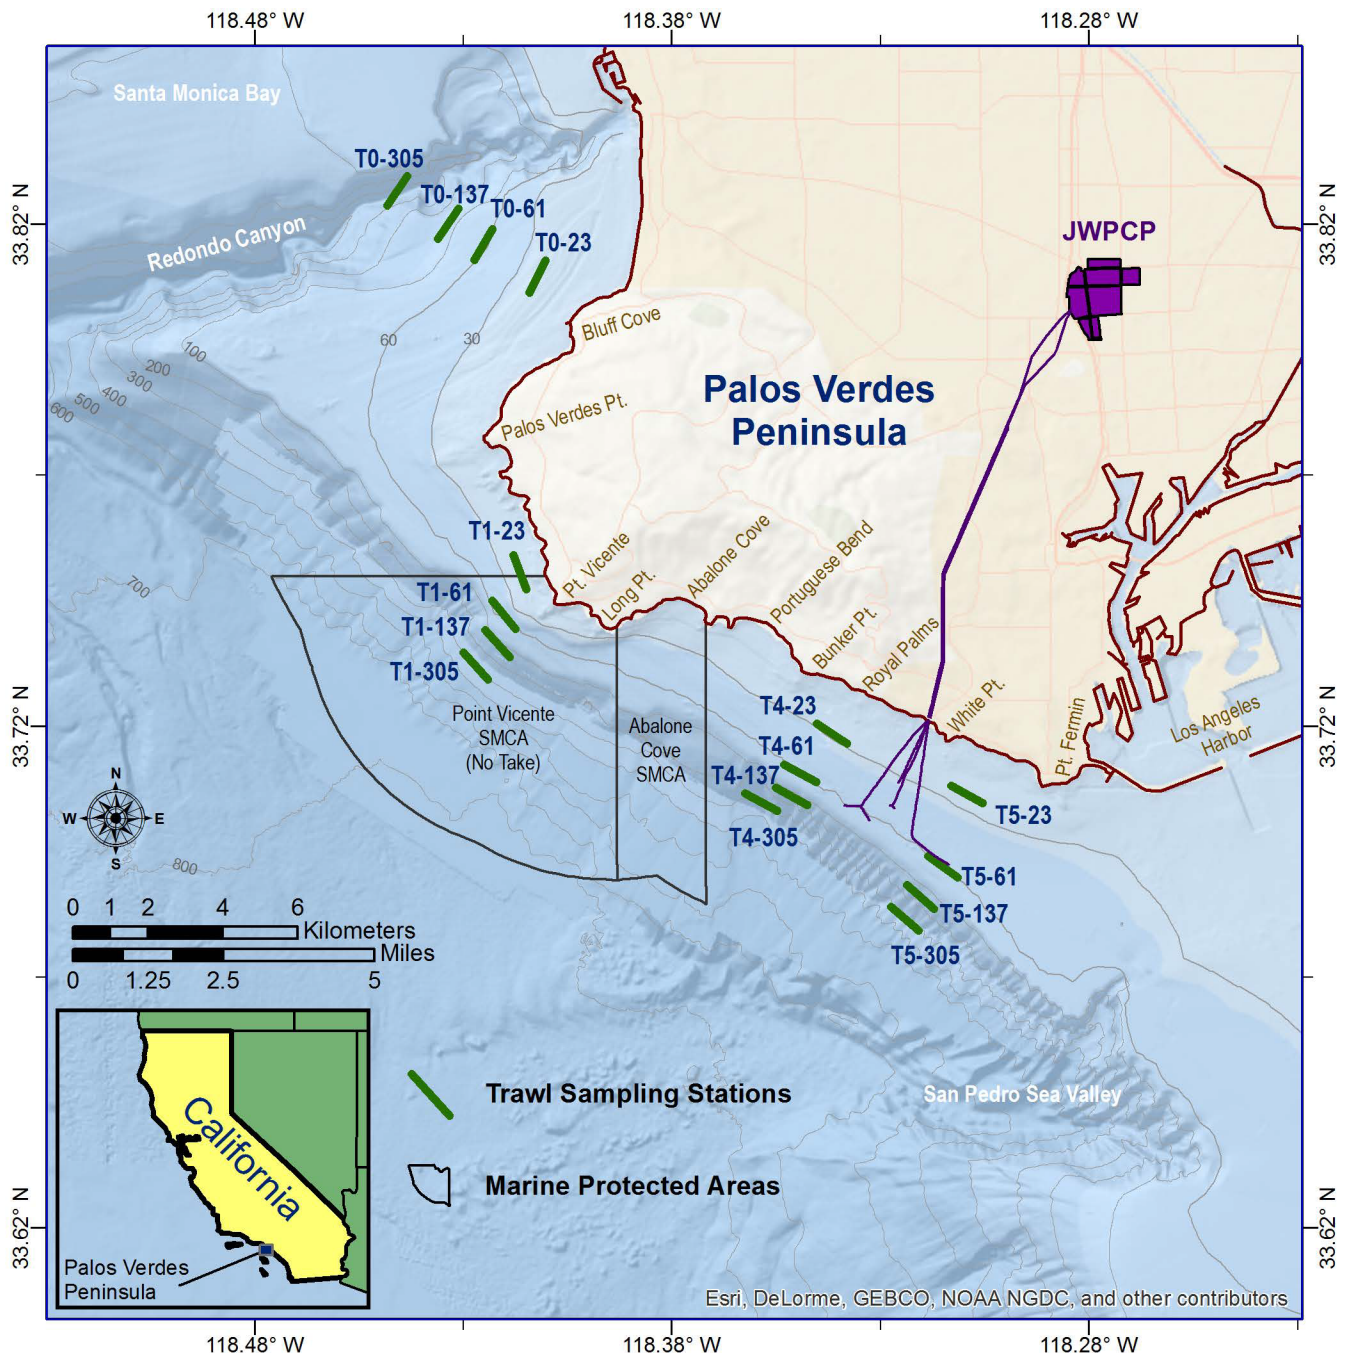 118.48° W
118.38° W
118.28° W
Santa Monica Bay
T0-305
T0-137
T0-61
T0-23
33.82° N
33.82° N
JWPCP
Redondo Canyon
Bluff Cove
60
30
100
200
300
400
500
600
Palos Verdes
Peninsula
Palos Verdes Pt.
T1-23
Pt. Vicente
Long Pt.
Abalone Cove
Portuguese Bend
Bunker Pt.
Royal Palms
White Pt.
Pt. Fermin
Los Angeles
Harbor
700
T1-61
T1-137
T1-305
Point Vicente
SMCA
(No Take)
Abalone
Cove
SMCA
T4-23
T4-61
T4-137
T4-305
33.72° N
33.72° N
T5-23
T5-61
T5-137
T5-305
N
W
E
S
800
0 1 2 4 6
Kilometers
Miles
0 1.25 2.5 5
California
Palos Verdes
Peninsula
Trawl Sampling Stations
Marine Protected Areas
San Pedro Sea Valley
33.62° N
33.62° N
Esri, DeLorme, GEBCO, NOAA NGDC, and other contributors
118.48° W
118.38° W
118.28° W